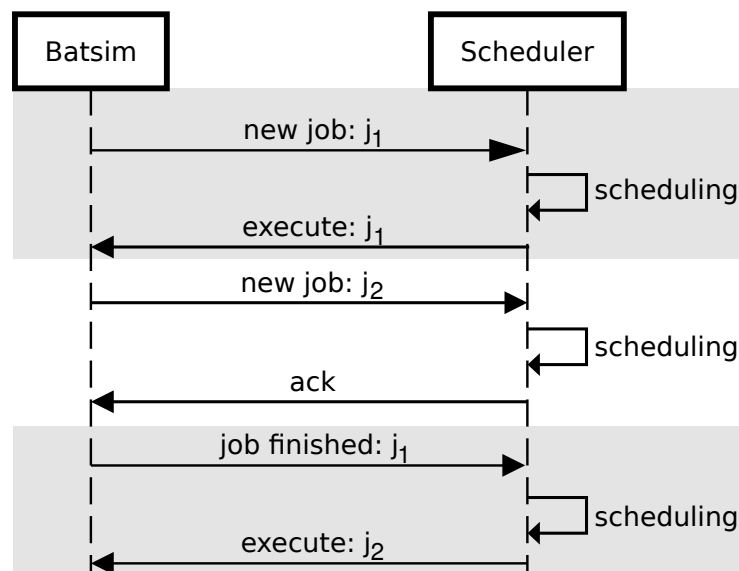 Batsim
Scheduler
new job: j₁
scheduling
execute: j₁
new job: j₂
scheduling
ack
job finished: j₁
scheduling
execute: j₂